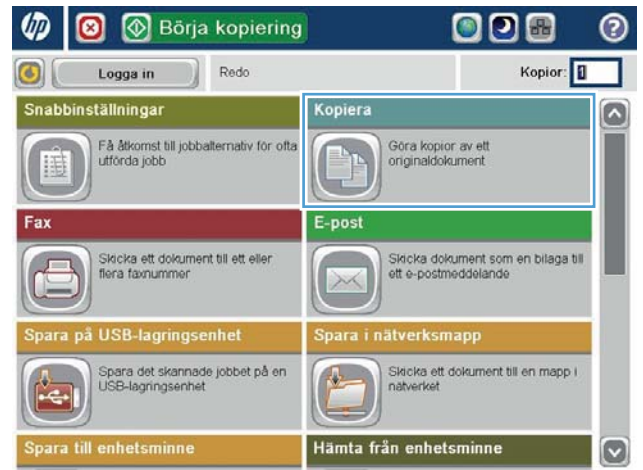 hp
Börja kopiering
?
Logga in
Redo
Kopior: 1
Snabbinställningar
Få åtkomst till jobbalternativ för ofta
utförda jobb
Kopiera
Göra kopior av ett
originaldokument
Fax
Skicka ett dokument till ett eller
flera faxnummer
E-post
Skicka dokument som en bilaga till
ett e-postmeddelande
Spara på USB-lagringsenhet
Spara det skannade jobbet på en
USB-lagringsenhet
Spara i nätverksmapp
Skicka ett dokument till en mapp i
nätverket
Spara till enhetsminne
Hämta från enhetsminne